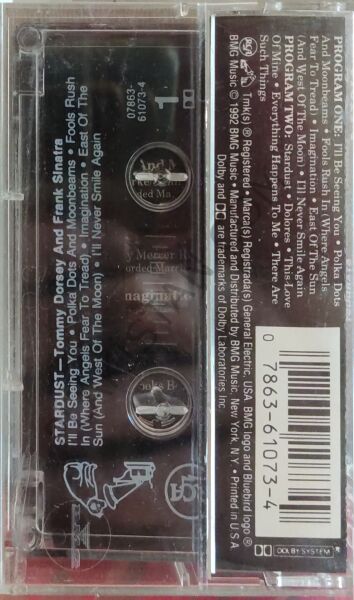 07863
61073-4
1
STARDUST—Tommy Dorsey And Frank Sinatra
I'll Be Seeing You • Polka Dots And Moonbeams • Fools Rush
In (Where Angels Fear To Tread) • Imagination • East Of The
Sun (And West Of The Moon) • I'll Never Smile Again
PROGRAM ONE: I'll Be Seeing You • Polka Dots
And Moonbeams • Fools Rush In (Where Angels
Fear To Tread) • Imagination • East Of The Sun
(And West Of The Moon) • I'll Never Smile Again
PROGRAM TWO: Stardust • Dolores • This Love
Of Mine • Everything Happens To Me • There Are
Such Things
Tmk(s) ® Registered • Marca(s) Registrada(s) General Electric, USA. BMG logo and Bluebird logo ®
BMG Music © 1992 BMG Music • Manufactured and Distributed by BMG Music, New York, N.Y. • Printed in U.S.A
Dolby and DD are trademarks of Dolby Laboratories Inc.
0 7863-61073-4
DOLBY SYSTEM